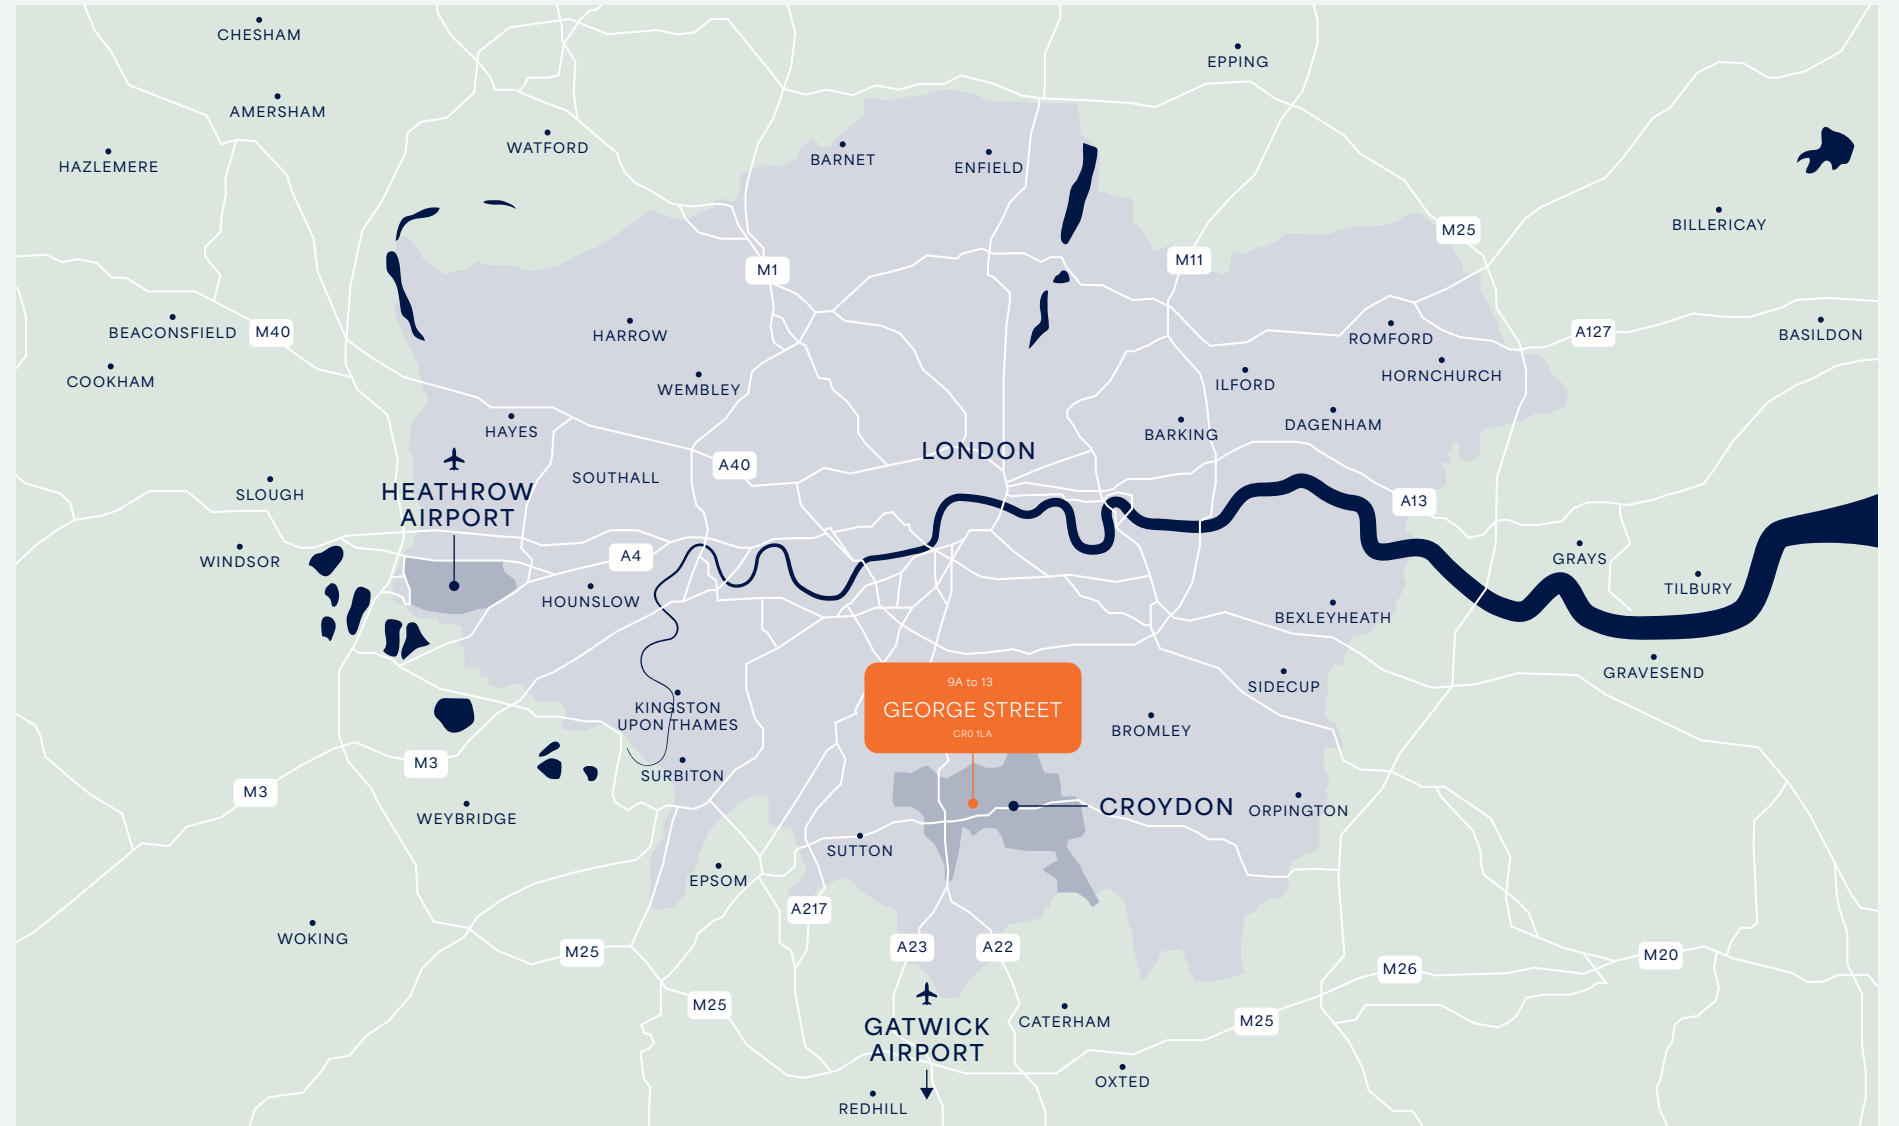 CHESHAM
EPPING
AMERSHAM
WATFORD
BARNET
ENFIELD
HAZLEMERE
BILLERICAY
M25
M11
M1
BEACONSFIELD
M40
HARROW
ROMFORD
A127
BASILDON
COOKHAM
WEMBLEY
ILFORD
HORNCHURCH
HAYES
BARKING
DAGENHAM
LONDON
A40
SOUTHALL
SLOUGH
HEATHROW
AIRPORT
A13
WINDSOR
A4
GRAYS
TILBURY
HOUNSLOW
BEXLEYHEATH
GRAVESEND
SIDECUP
9A to 13
GEORGE STREET
CR0 1LA
KINGSTON
UPON THAMES
BROMLEY
M3
SURBITON
M3
WEYBRIDGE
CROYDON
ORPINGTON
SUTTON
EPSOM
A217
WOKING
M25
A23
A22
M20
M26
M25
GATWICK
AIRPORT
CATERHAM
M25
OXTED
REDHILL